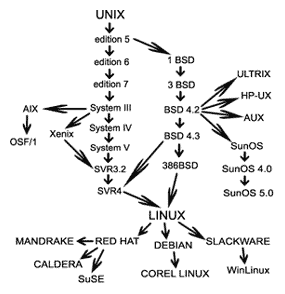 UNIX
edition 5
edition 6
1 BSD
edition 7
3 BSD
ULTRIX
HP-UX
AIX
System III
BSD 4.2
AUX
OSF/1
Xenix
System IV
BSD 4.3
SunOS
System V
SVR3.2
386BSD
SunOS 4.0
SVR4
SunOS 5.0
LINUX
MANDRAKE
RED HAT
DEBIAN
SLACKWARE
CALDERA
SuSE
COREL LINUX
WinLinux